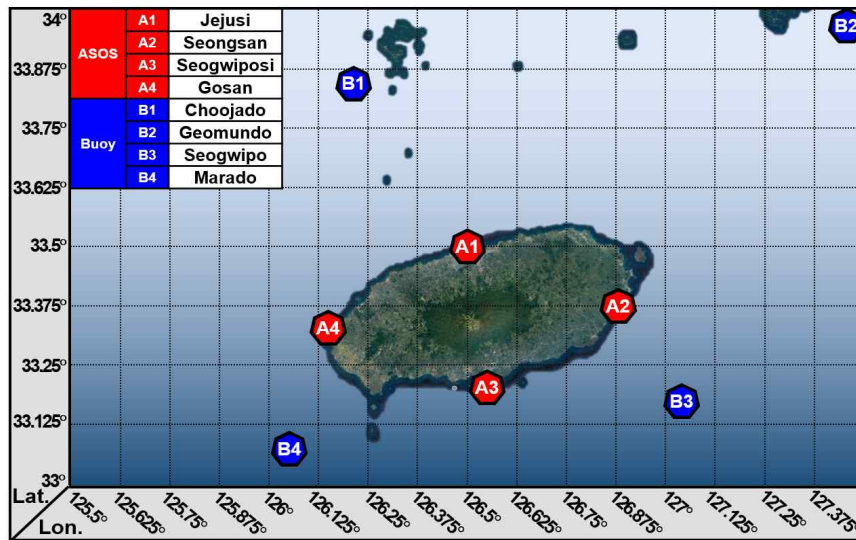 34°
ASOS A1 Jejusi
A2 Seongsan
A3 Seogwiposi
A4 Gosan
Buoy B1 Choojado
B2 Geomundo
B3 Seogwipo
B4 Marado
B2
33.875°
B1
33.75°
33.625°
33.5°
A1
33.375°
A2
A4
33.25°
A3
B3
33.125°
B4
33°
Lat.
Lon.
125.5° 125.625° 125.75° 125.875° 126° 126.125° 126.25° 126.375° 126.5° 126.625° 126.75° 126.875° 127° 127.125° 127.25° 127.375°